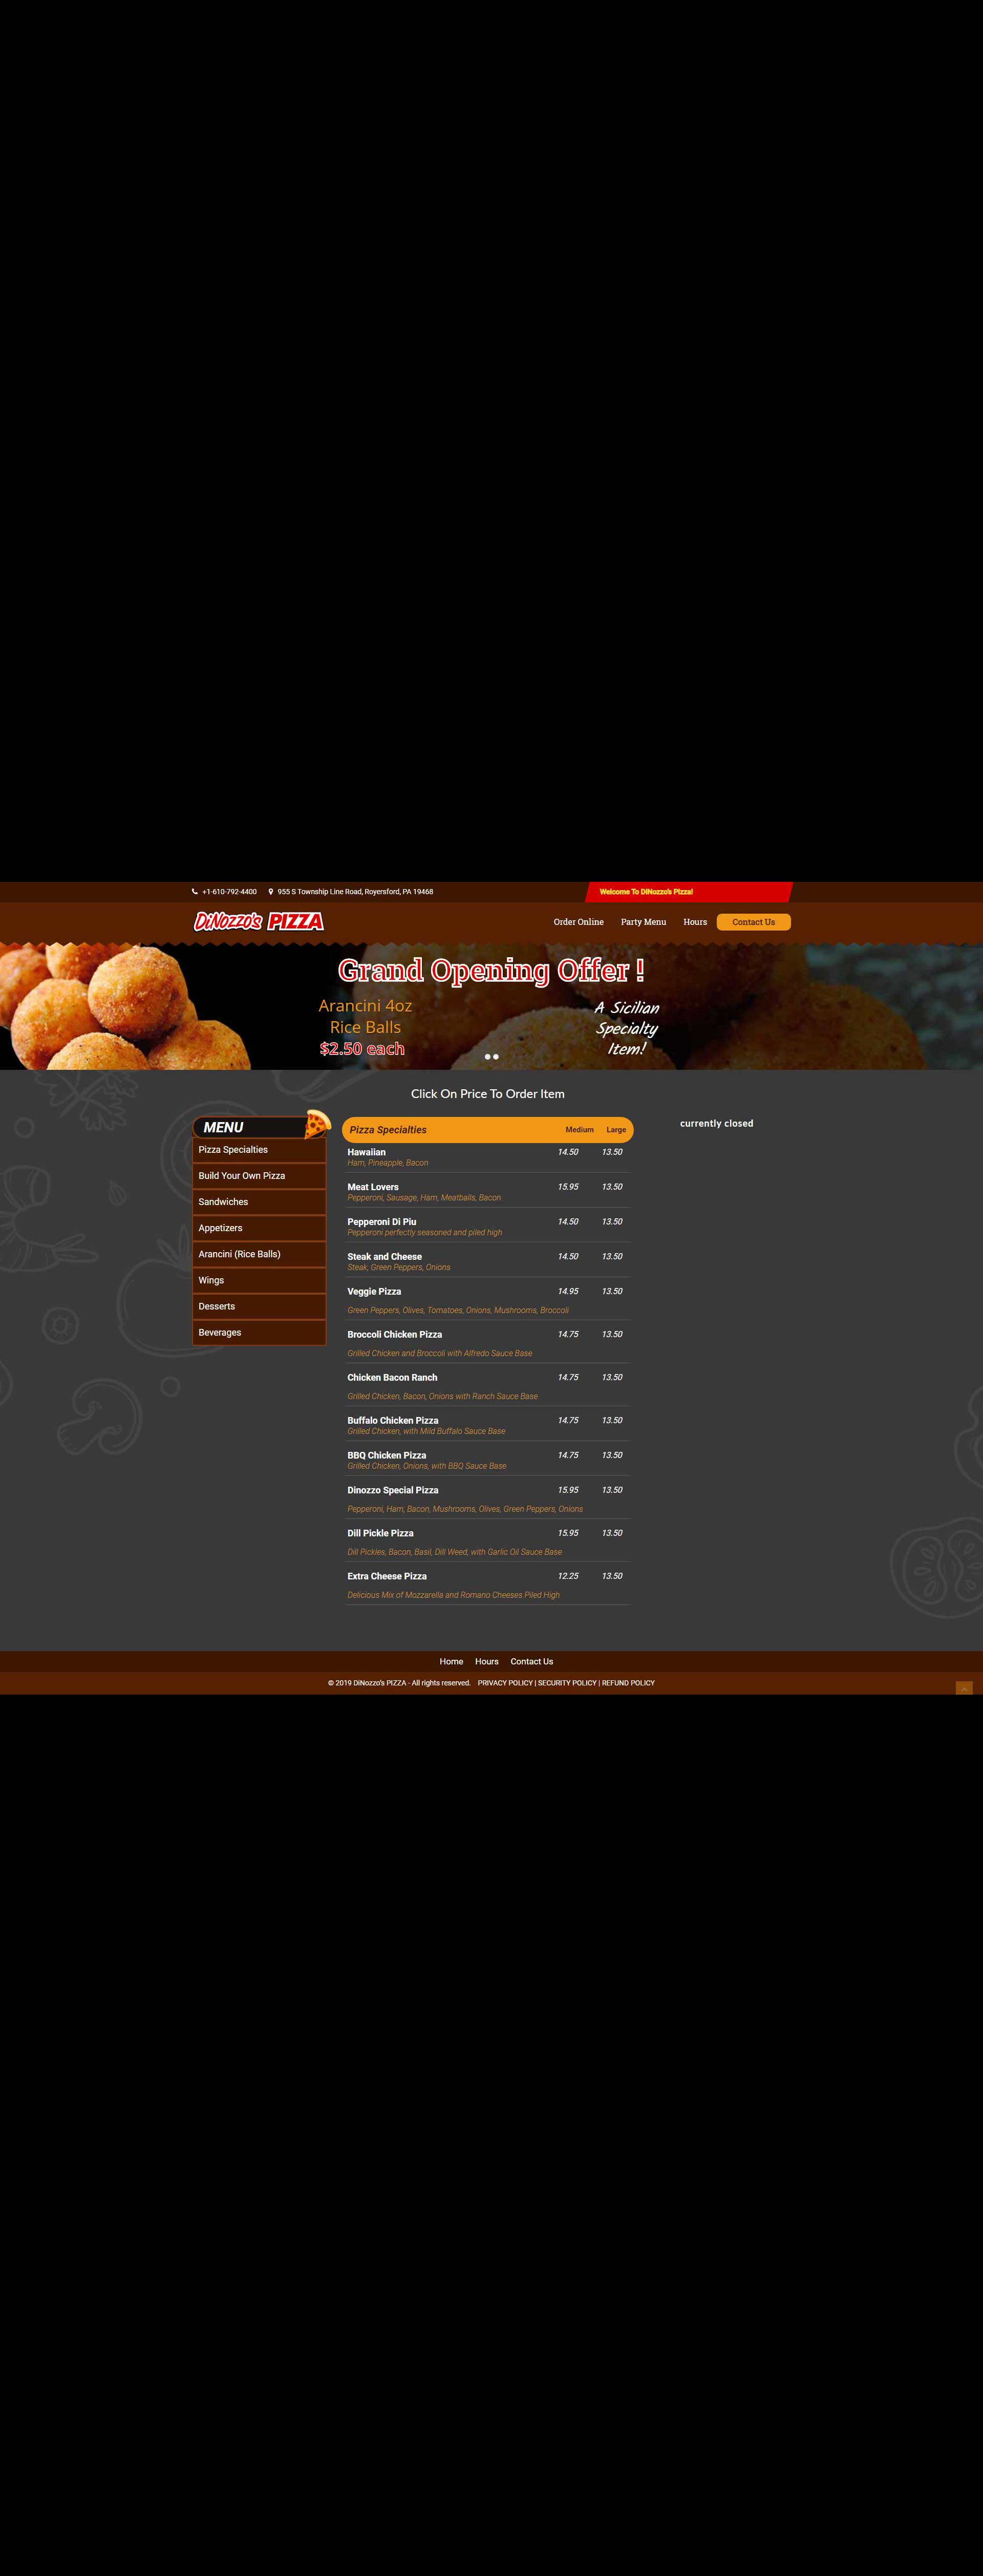 +1-610-792-4400 955 S Township Line Road, Royersford, PA 19468 Welcome To DiNozzo's Pizza!
DiNozzo's PIZZA Order Online Party Menu Hours Contact Us
Grand Opening Offer !
Arancini 4oz
Rice Balls
$2.50 each
A Sicilian
Specialty
Item!
Click On Price To Order Item
MENU
Pizza Specialties
Build Your Own Pizza
Sandwiches
Appetizers
Arancini (Rice Balls)
Wings
Desserts
Beverages
Pizza Specialties Medium Large
Hawaiian 14.50 13.50
Ham, Pineapple, Bacon
Meat Lovers 15.95 13.50
Pepperoni, Sausage, Ham, Meatballs, Bacon
Pepperoni Di Piu 14.50 13.50
Pepperoni perfectly seasoned and piled high
Steak and Cheese 14.50 13.50
Steak, Green Peppers, Onions
Veggie Pizza 14.95 13.50
Green Peppers, Olives, Tomatoes, Onions, Mushrooms, Broccoli
Broccoli Chicken Pizza 14.75 13.50
Grilled Chicken and Broccoli with Alfredo Sauce Base
Chicken Bacon Ranch 14.75 13.50
Grilled Chicken, Bacon, Onions with Ranch Sauce Base
Buffalo Chicken Pizza 14.75 13.50
Grilled Chicken, with Mild Buffalo Sauce Base
BBQ Chicken Pizza 14.75 13.50
Grilled Chicken, Onions, with BBQ Sauce Base
Dinozzo Special Pizza 15.95 13.50
Pepperoni, Ham, Bacon, Mushrooms, Olives, Green Peppers, Onions
Dill Pickle Pizza 15.95 13.50
Dill Pickles, Bacon, Basil, Dill Weed, with Garlic Oil Sauce Base
Extra Cheese Pizza 12.25 13.50
Delicious Mix of Mozzarella and Romano Cheeses Piled High
currently closed
Home Hours Contact Us
© 2019 DiNozzo's PIZZA - All rights reserved. PRIVACY POLICY | SECURITY POLICY | REFUND POLICY